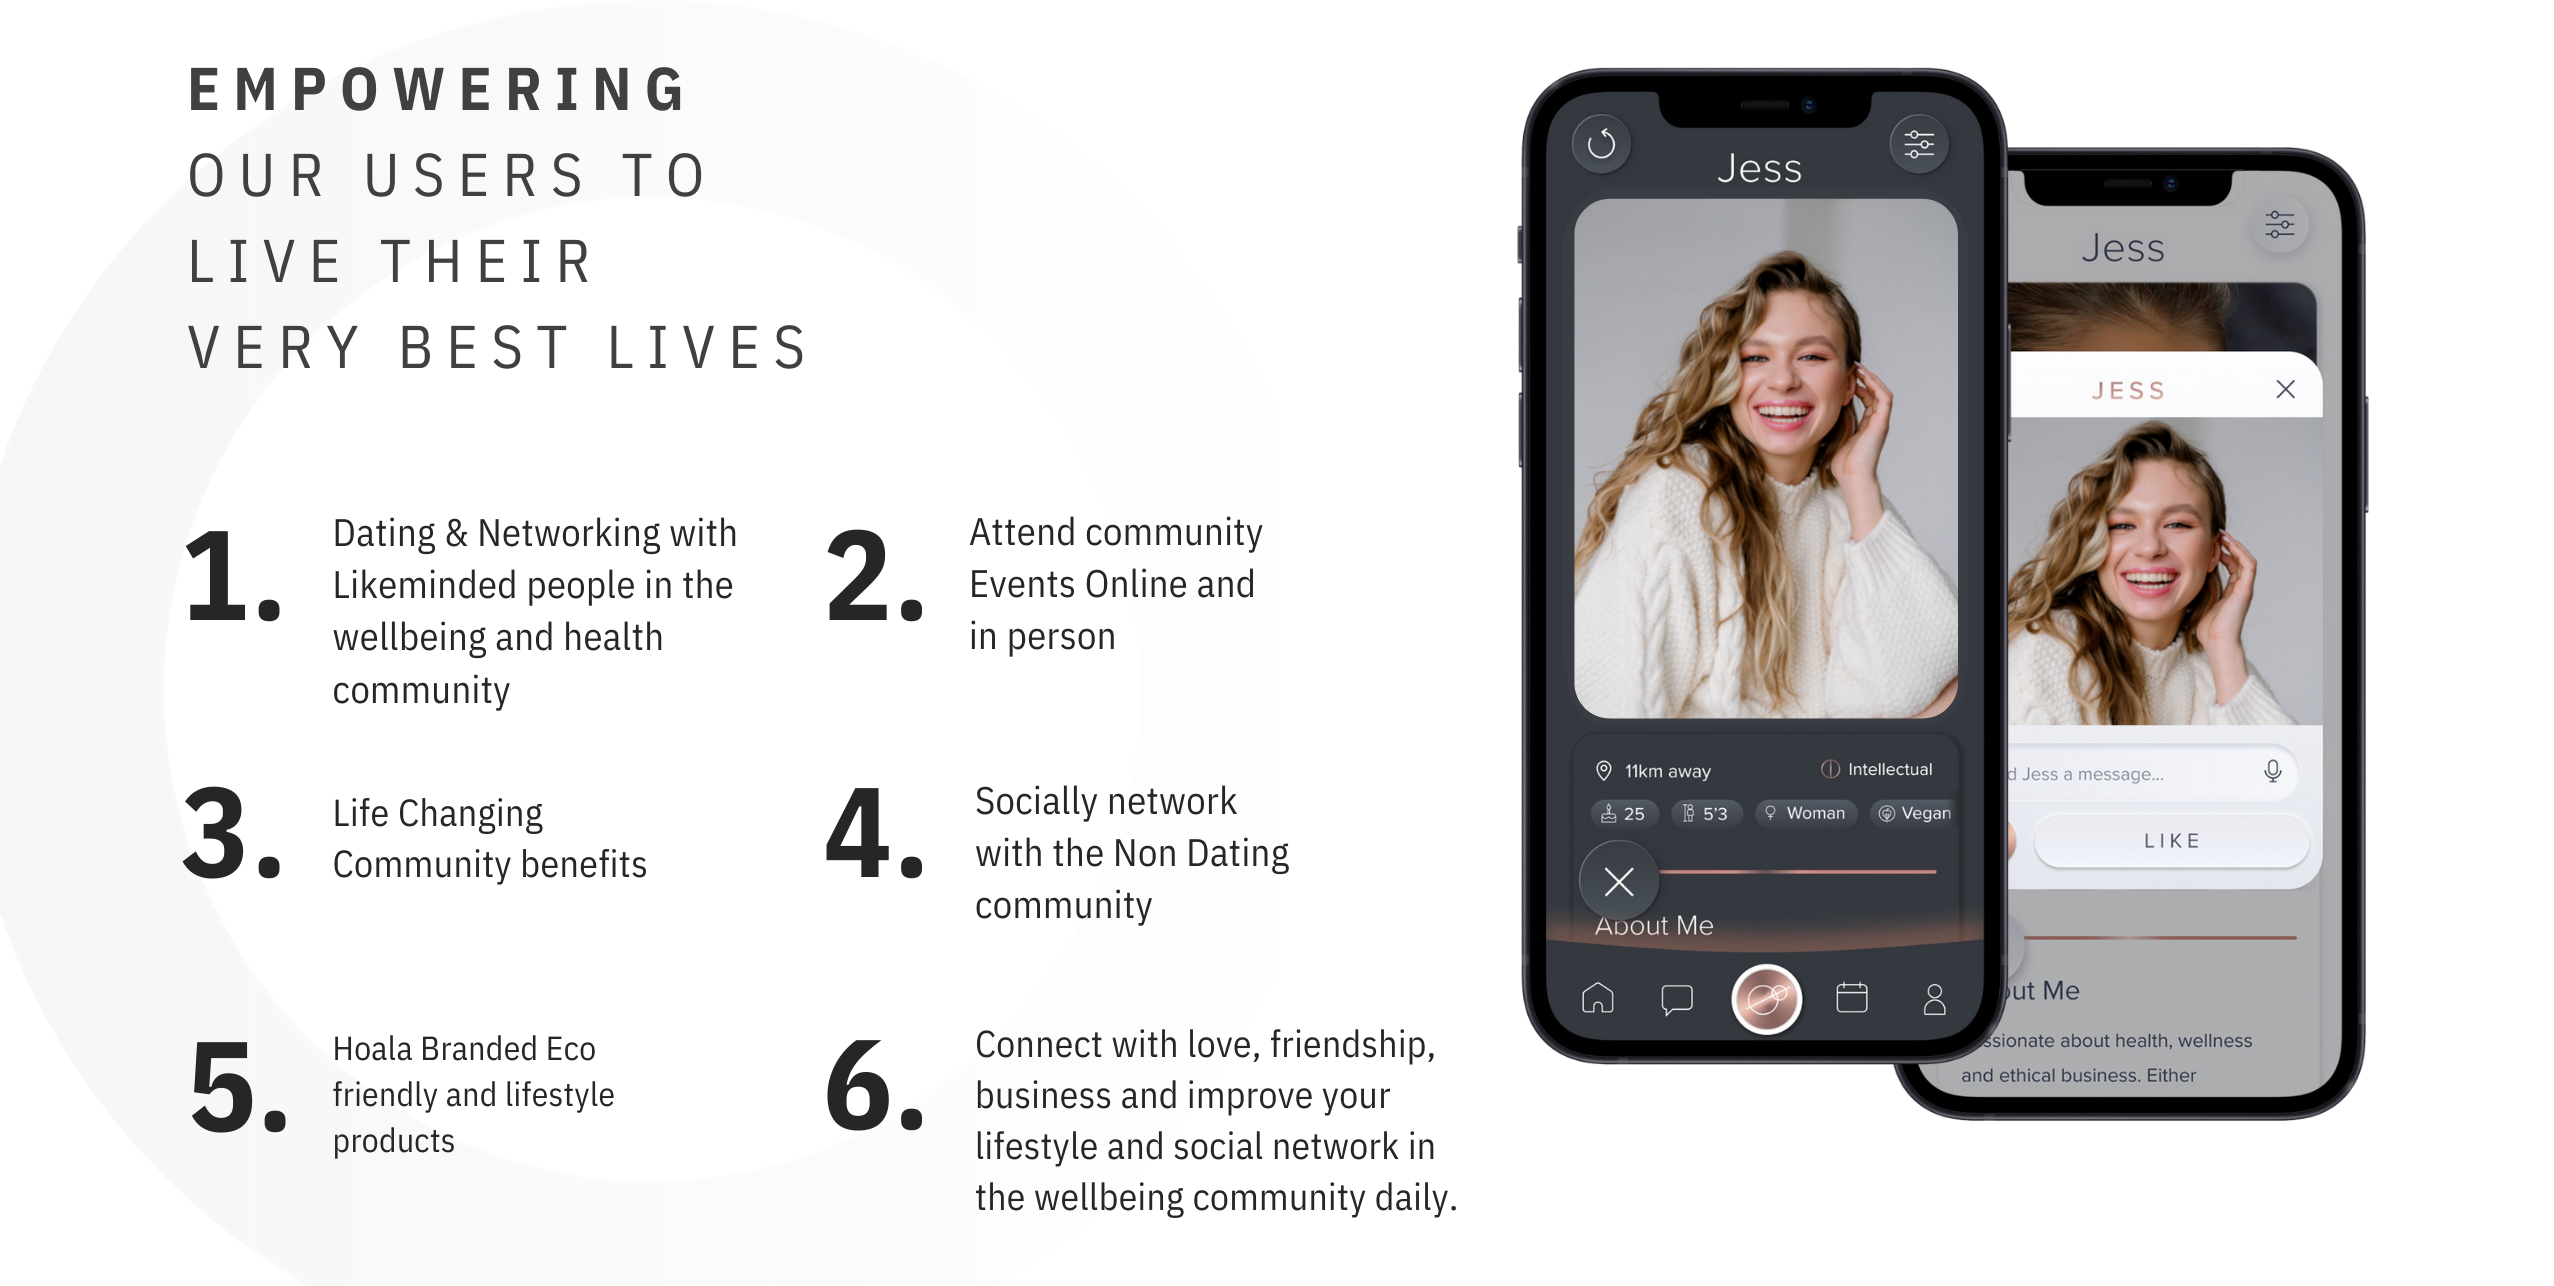 EMPOWERING
OUR USERS TO
LIVE THEIR
VERY BEST LIVES
1.
Dating & Networking with
Likeminded people in the
wellbeing and health
community
2.
Attend community
Events Online and
in person
3.
Life Changing
Community benefits
4.
Socially network
with the Non Dating
community
5.
Hoala Branded Eco
friendly and lifestyle
products
6.
Connect with love, friendship,
business and improve your
lifestyle and social network in
the wellbeing community daily.
Jess
11km away
Intellectual
25
5'3
Woman
Vegan
About Me
Jess
JESS
Jess a message...
LIKE
Me
about health, wellness
and ethical business. Either